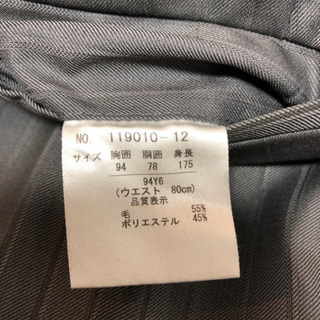 NO. 119010-12
サイズ 胸囲 胴囲 身長
94 78 175
94Y6
(ウエスト 80cm)
品質表示
毛 55%
ポリエステル 45%